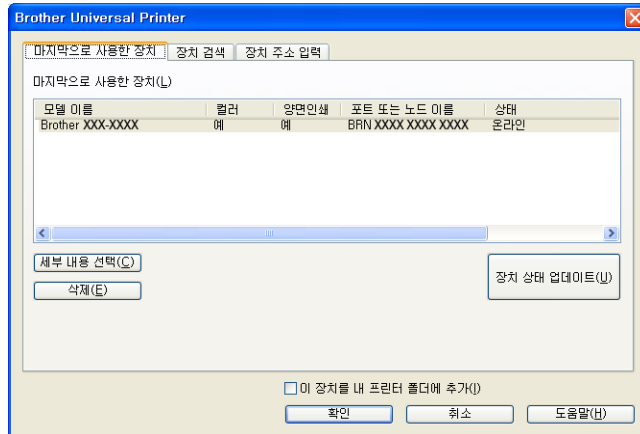 Brother Universal Printer
마지막으로 사용한 장치 장치 검색 장치 주소 입력
마지막으로 사용한 장치(L)
모델 이름 컬러 양면인쇄 포트 또는 노드 이름 상태
Brother XXX-XXXX 예 예 BRN XXXX XXXX XXXX 온라인
세부 내용 선택(C)
장치 상태 업데이트(U)
삭제(E)
이 장치를 내 프린터 폴더에 추가(I)
확인 취소 도움말(H)